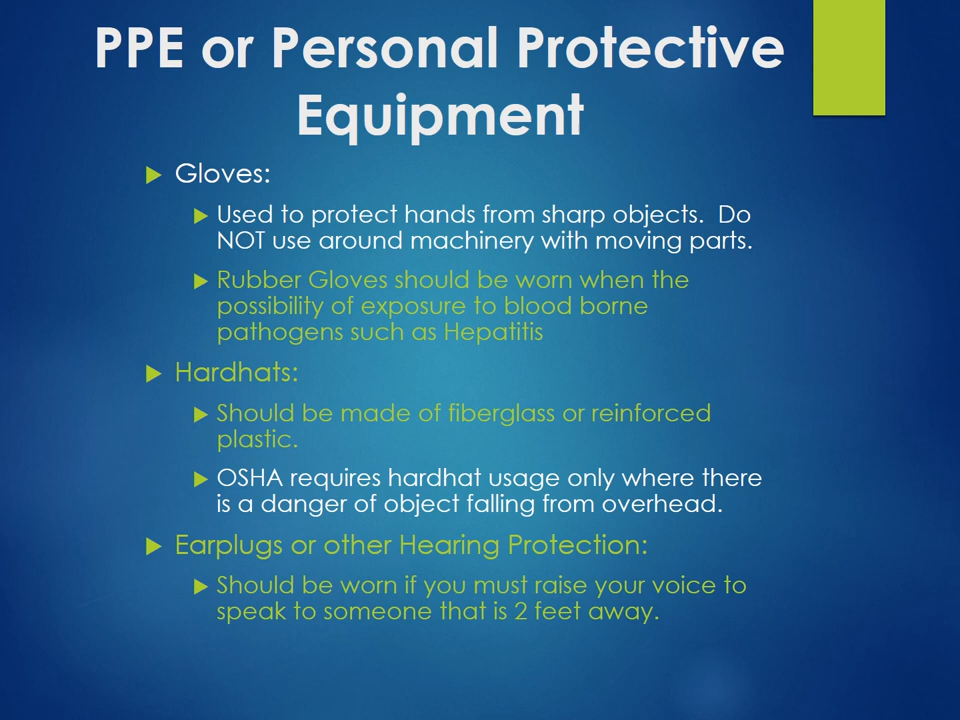 PPE or Personal Protective
Equipment
Gloves:
Used to protect hands from sharp objects.  Do
NOT use around machinery with moving parts.
Rubber Gloves should be worn when the
possibility of exposure to blood borne
pathogens such as Hepatitis
Hardhats:
Should be made of fiberglass or reinforced
plastic.
OSHA requires hardhat usage only where there
is a danger of object falling from overhead.
Earplugs or other Hearing Protection:
Should be worn if you must raise your voice to
speak to someone that is 2 feet away.